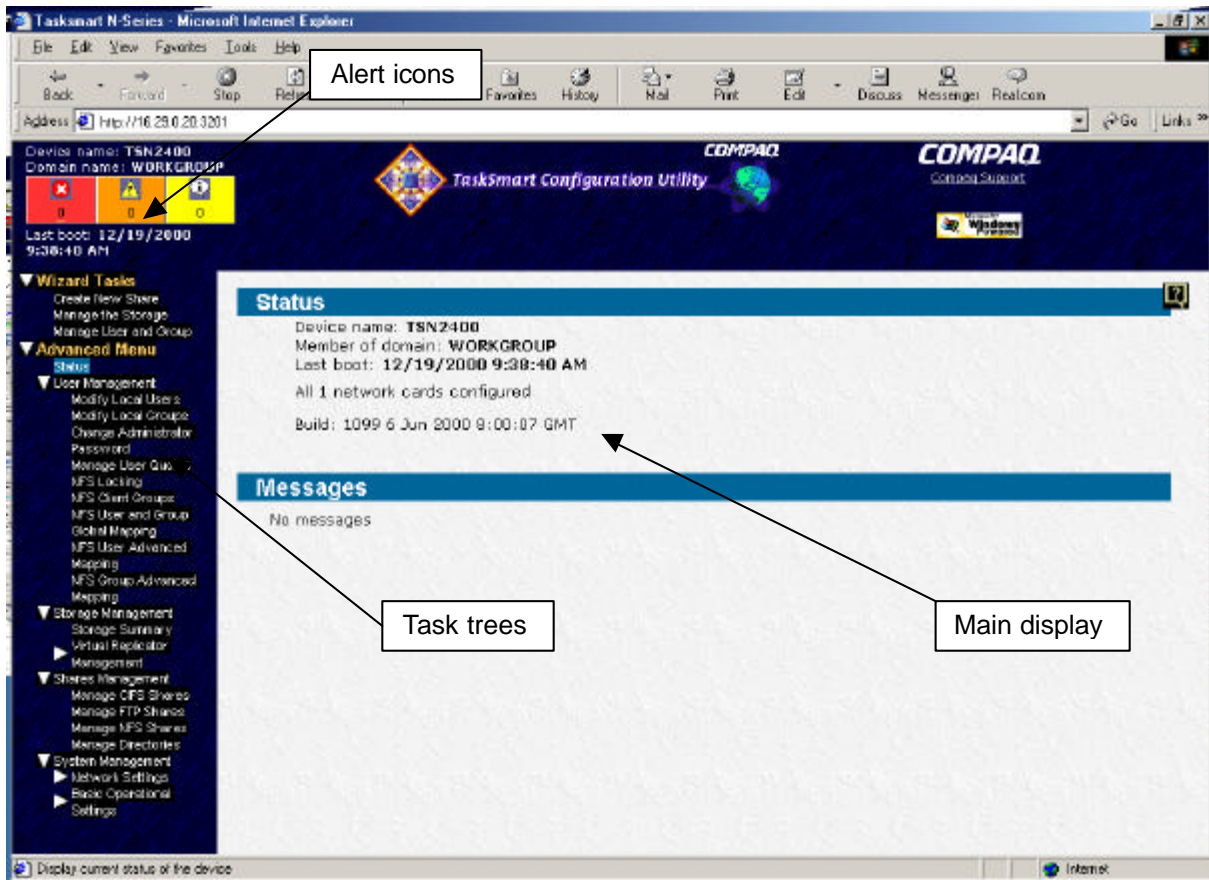 Tasksmart N-Series - Microsoft Internet Explorer
File Edit View Favorites Tools Help
Back Forward Stop Favorites History Mail Print Edit Discuss Messenger Realcom
Alert icons
Address http://16.29.0.20:3201 Go Links »
Device name: TSN2400
Domain name: WORKGROUP
0 0 0
Last boot: 12/19/2000
9:38:40 AM
TaskSmart Configuration Utility
COMPAQ
COMPAQ
Compaq Support
Windows
Powered
Wizard Tasks
Create New Share
Manage the Storage
Manage User and Group
Advanced Menu
Status
User Management
Modify Local Users
Modify Local Groups
Change Administrator
Password
Manage User
NFS Locking
NFS Client Groups
NFS User and Group
Global Mapping
NFS User Advanced
Mapping
NFS Group Advanced
Mapping
Storage Management
Storage Summary
Virtual Replicator
Management
Shares Management
Manage CIFS Shares
Manage FTP Shares
Manage NFS Shares
Manage Directories
System Management
Network Settings
Basic Operational
Settings
Status
Device name: TSN2400
Member of domain: WORKGROUP
Last boot: 12/19/2000 9:38:40 AM
All 1 network cards configured
Build: 1099 6 Jun 2000 8:00:07 GMT
Messages
No messages
Task trees
Main display
Display current status of the device
Internet